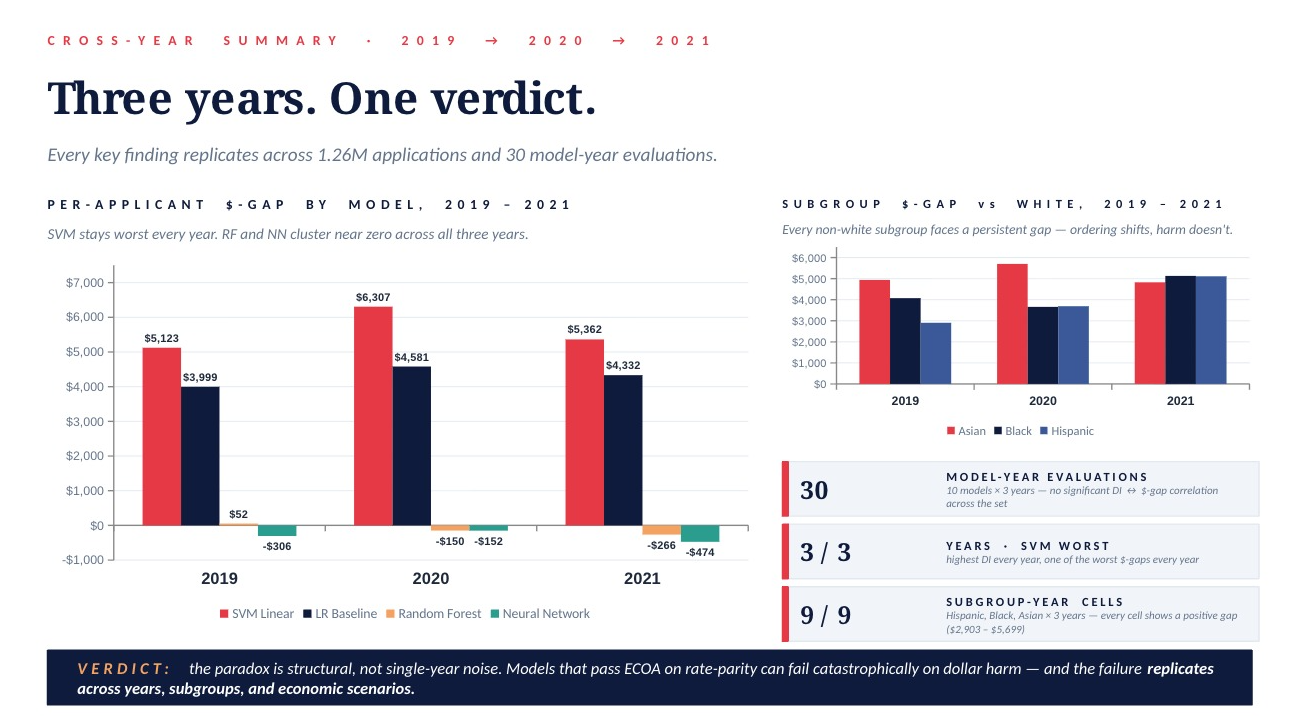 CROSS-YEAR SUMMARY · 2019 → 2020 → 2021
Three years. One verdict.
Every key finding replicates across 1.26M applications and 30 model-year evaluations.
PER-APPLICANT $-GAP BY MODEL, 2019 – 2021
SVM stays worst every year. RF and NN cluster near zero across all three years.
$7,000
$6,000
$5,000
$4,000
$3,000
$2,000
$1,000
$0
-$1,000
$5,123
$3,999
$52
-$306
$6,307
$4,581
-$150
-$152
$5,362
$4,332
-$266
-$474
2019
2020
2021
SVM Linear
LR Baseline
Random Forest
Neural Network
SUBGROUP $-GAP vs WHITE, 2019 – 2021
Every non-white subgroup faces a persistent gap — ordering shifts, harm doesn't.
$6,000
$5,000
$4,000
$3,000
$2,000
$1,000
$0
2019
2020
2021
Asian
Black
Hispanic
30
MODEL-YEAR EVALUATIONS
10 models × 3 years — no significant DI ↔ $-gap correlation
across the set
3 / 3
YEARS · SVM WORST
highest DI every year, one of the worst $-gaps every year
9 / 9
SUBGROUP-YEAR CELLS
Hispanic, Black, Asian × 3 years — every cell shows a positive gap
($2,903 – $5,699)
VERDICT: the paradox is structural, not single-year noise. Models that pass ECOA on rate-parity can fail catastrophically on dollar harm — and the failure replicates
across years, subgroups, and economic scenarios.